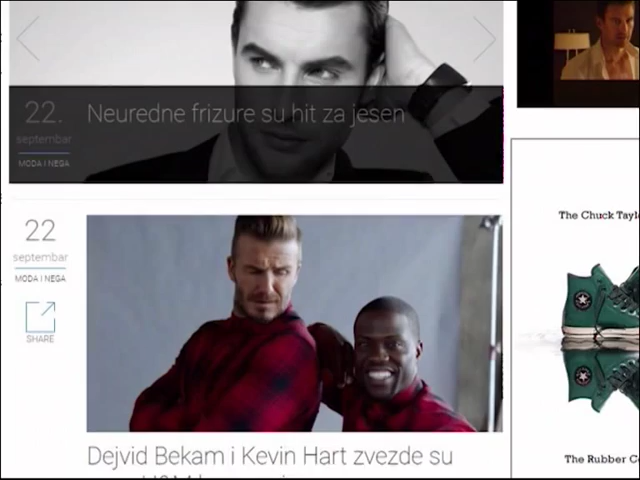 22.
Neuredne frizure su hit za jesen
septembar
MODA I NEGA
22
septembar
MODA I NEGA
SHARE
Dejvid Bekam i Kevin Hart zvezde su
The Chuck Taylo
The Rubber Co